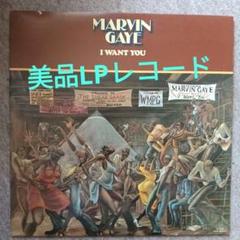 MARVIN
GAYE
I WANT YOU
美品LPレコード
WMPG
MARVIN GAYE